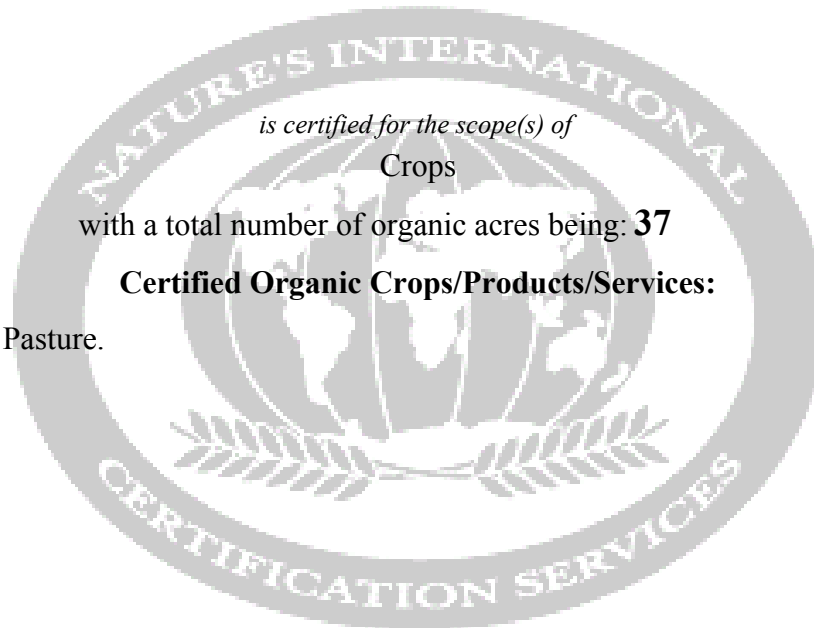 NATURE'S INTERNATIONAL
is certified for the scope(s) of
Crops
with a total number of organic acres being: 37
Certified Organic Crops/Products/Services:
Pasture.
CERTIFICATION SERVICES